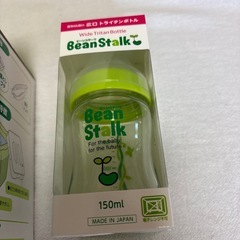 広口 トライタンボトル
Wide Tritan Bottle
BeanStalk
Bean
Stalk
For the Baby,
for the Future.
150ml
MADE IN JAPAN